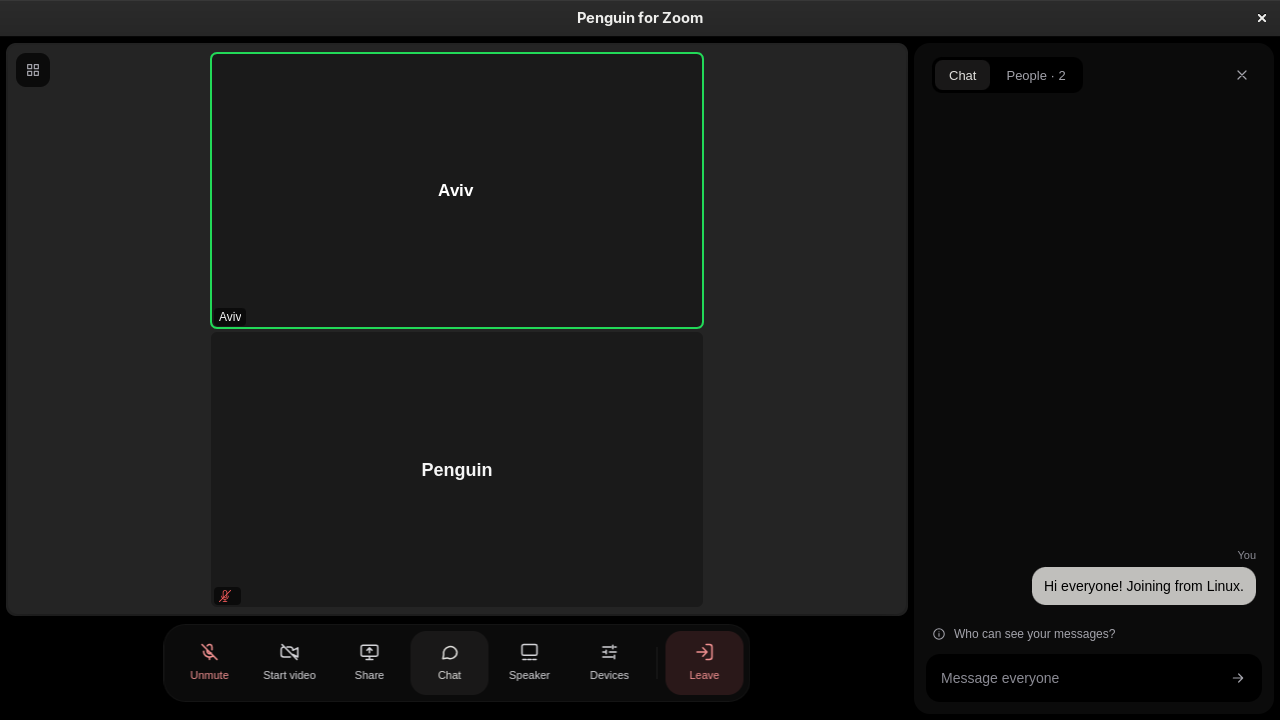 Penguin for Zoom
Aviv
Aviv
Penguin
Unmute
Start video
Share
Chat
Speaker
Devices
Leave
Chat
People · 2
You
Hi everyone! Joining from Linux.
Who can see your messages?
Message everyone